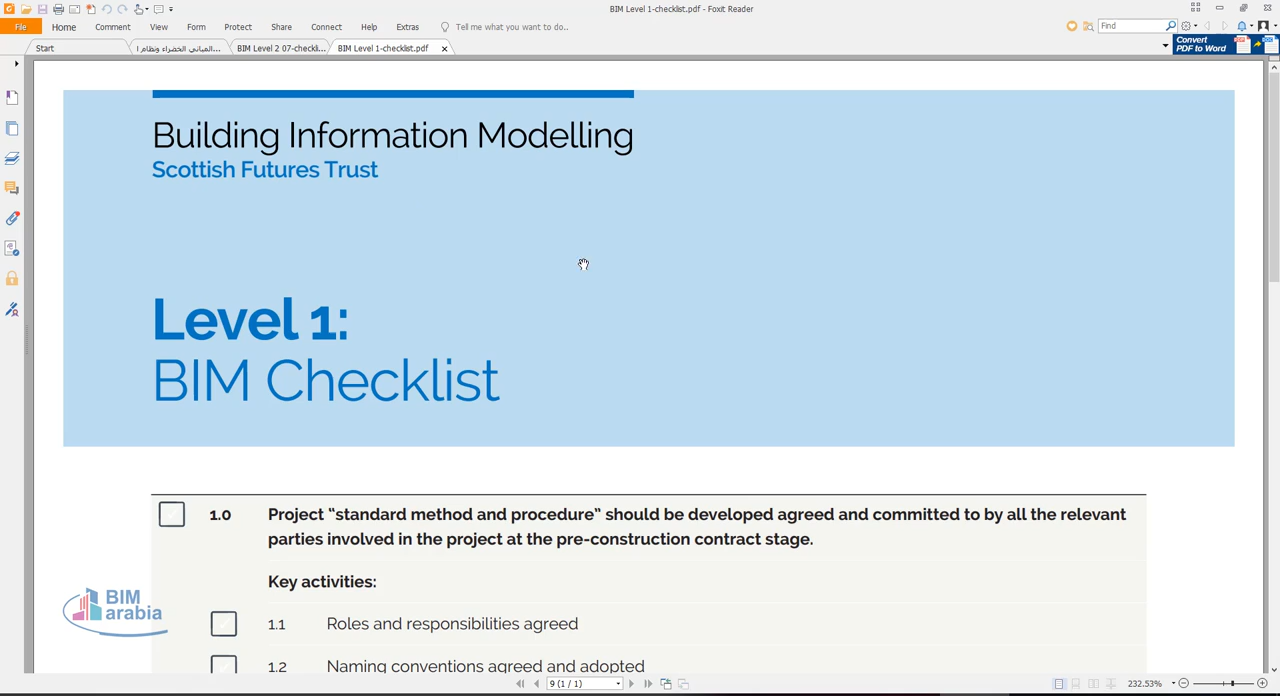 BIM Level 1-checklist.pdf - Foxit Reader
File Home Comment View Form Protect Share Connect Help Extras Tell me what you want to do.. Find
Start المباني الخضراء ونظام ا... BIM Level 2 07-checkli... BIM Level 1-checklist.pdf
Convert
PDF to Word
Building Information Modelling
Scottish Futures Trust
Level 1:
BIM Checklist
1.0 Project “standard method and procedure” should be developed agreed and committed to by all the relevant
parties involved in the project at the pre-construction contract stage.
Key activities:
1.1 Roles and responsibilities agreed
1.2 Naming conventions agreed and adopted
BIM
arabia
9 (1 / 1)
232.53%